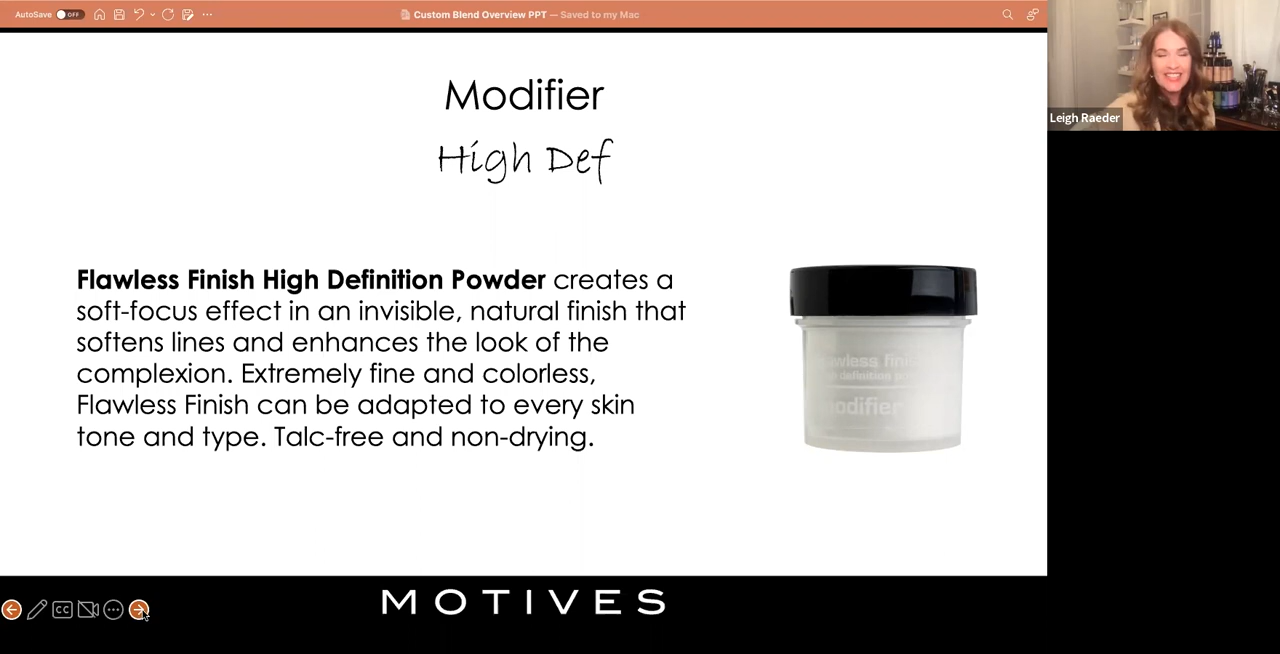 AutoSave OFF
Custom Blend Overview PPT — Saved to my Mac
Leigh Raeder
Modifier
High Def
Flawless Finish High Definition Powder creates a
soft-focus effect in an invisible, natural finish that
softens lines and enhances the look of the
complexion. Extremely fine and colorless,
Flawless Finish can be adapted to every skin
tone and type. Talc-free and non-drying.
modifier
CC
MOTIVES